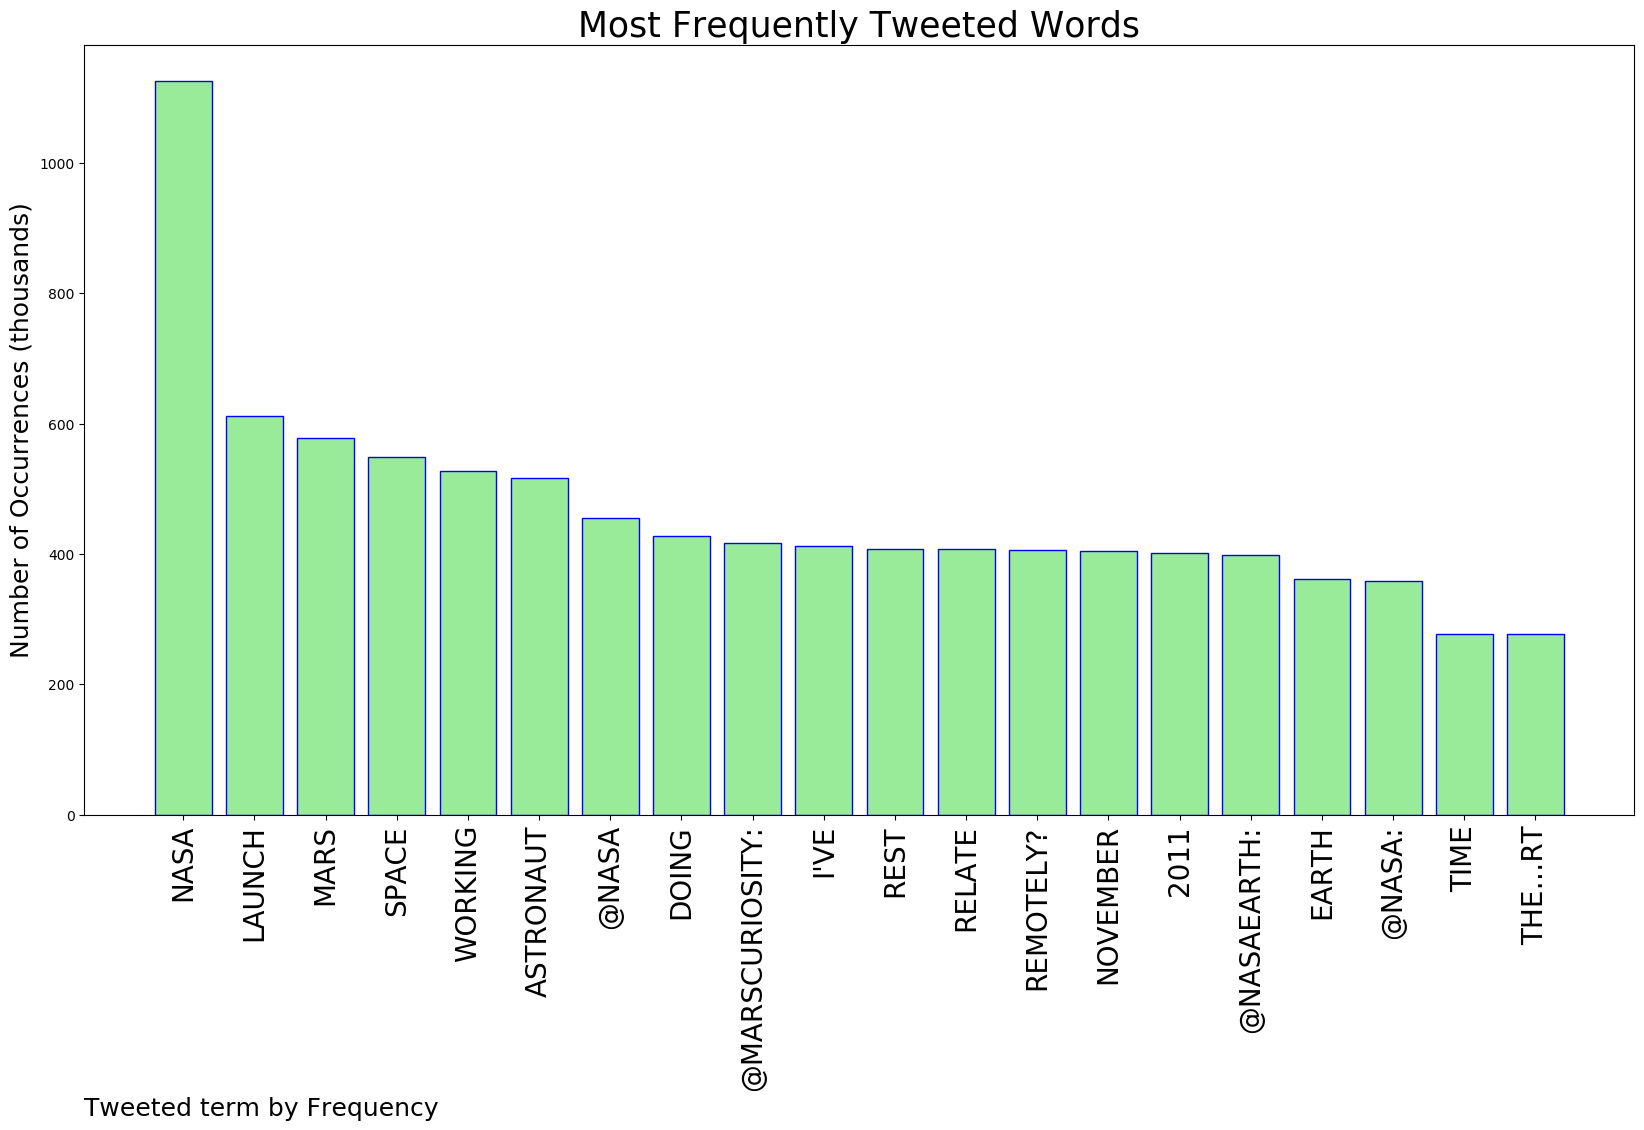 Most Frequently Tweeted Words
Number of Occurrences (thousands)
1000
800
600
400
200
0
NASA
LAUNCH
MARS
SPACE
WORKING
ASTRONAUT
@NASA
DOING
@MARSCURIOSITY:
I'VE
REST
RELATE
REMOTELY?
NOVEMBER
2011
@NASAEARTH:
EARTH
@NASA:
TIME
THE...RT
Tweeted term by Frequency